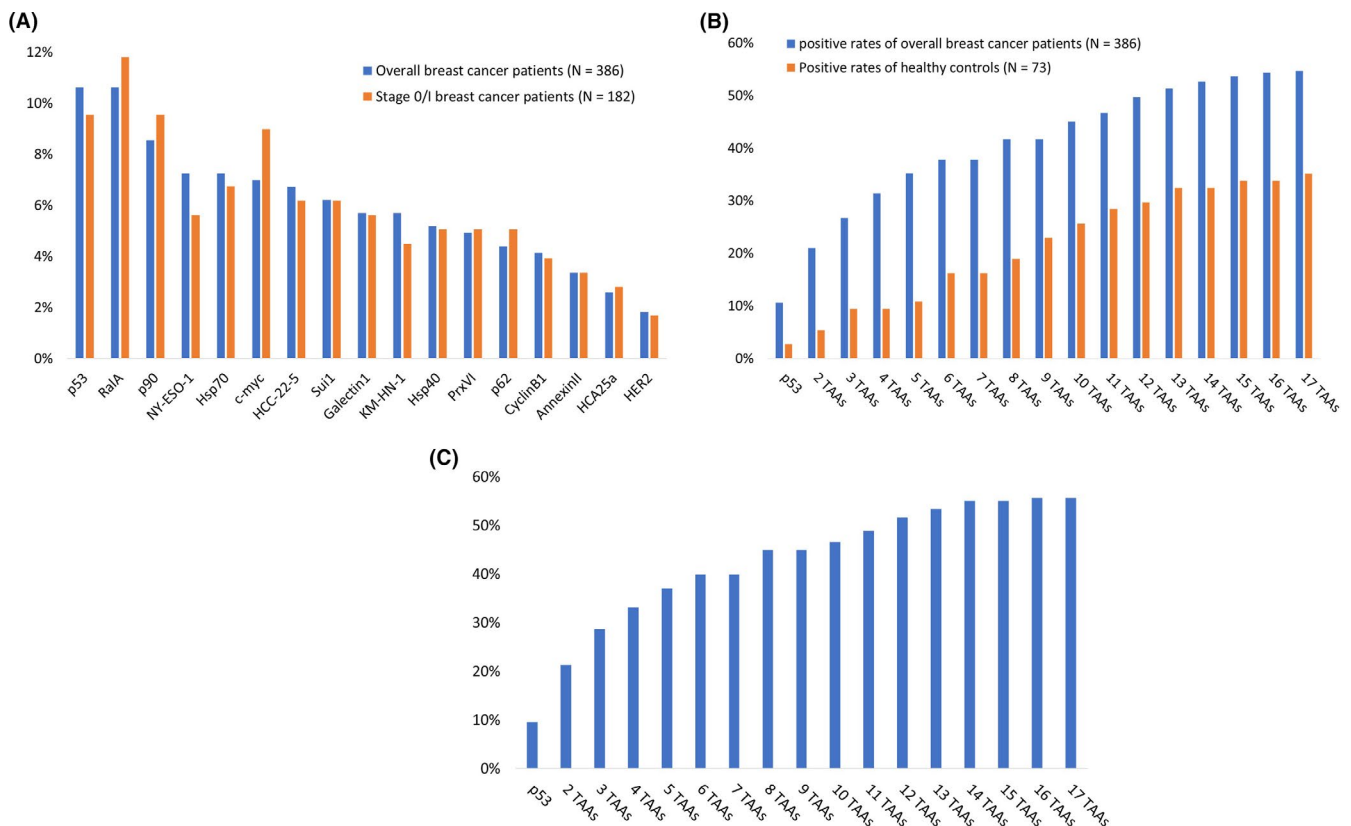 (A)
12%
10%
8%
6%
4%
2%
0%
Overall breast cancer patients (N = 386)
Stage 0/I breast cancer patients (N = 182)
p53
RalA
p90
NY-ESO-1
Hsp70
c-myc
HCC-22-5
Sui1
Galectin1
KM-HN-1
Hsp40
PrxVI
p62
CyclinB1
AnnexinII
HCA25a
HER2
(B)
60%
50%
40%
30%
20%
10%
0%
positive rates of overall breast cancer patients (N = 386)
Positive rates of healthy controls (N = 73)
p53
2 TAAs
3 TAAs
4 TAAs
5 TAAs
6 TAAs
7 TAAs
8 TAAs
9 TAAs
10 TAAs
11 TAAs
12 TAAs
13 TAAs
14 TAAs
15 TAAs
16 TAAs
17 TAAs
(C)
60%
50%
40%
30%
20%
10%
0%
p53
2 TAAs
3 TAAs
4 TAAs
5 TAAs
6 TAAs
7 TAAs
8 TAAs
9 TAAs
10 TAAs
11 TAAs
12 TAAs
13 TAAs
14 TAAs
15 TAAs
16 TAAs
17 TAAs